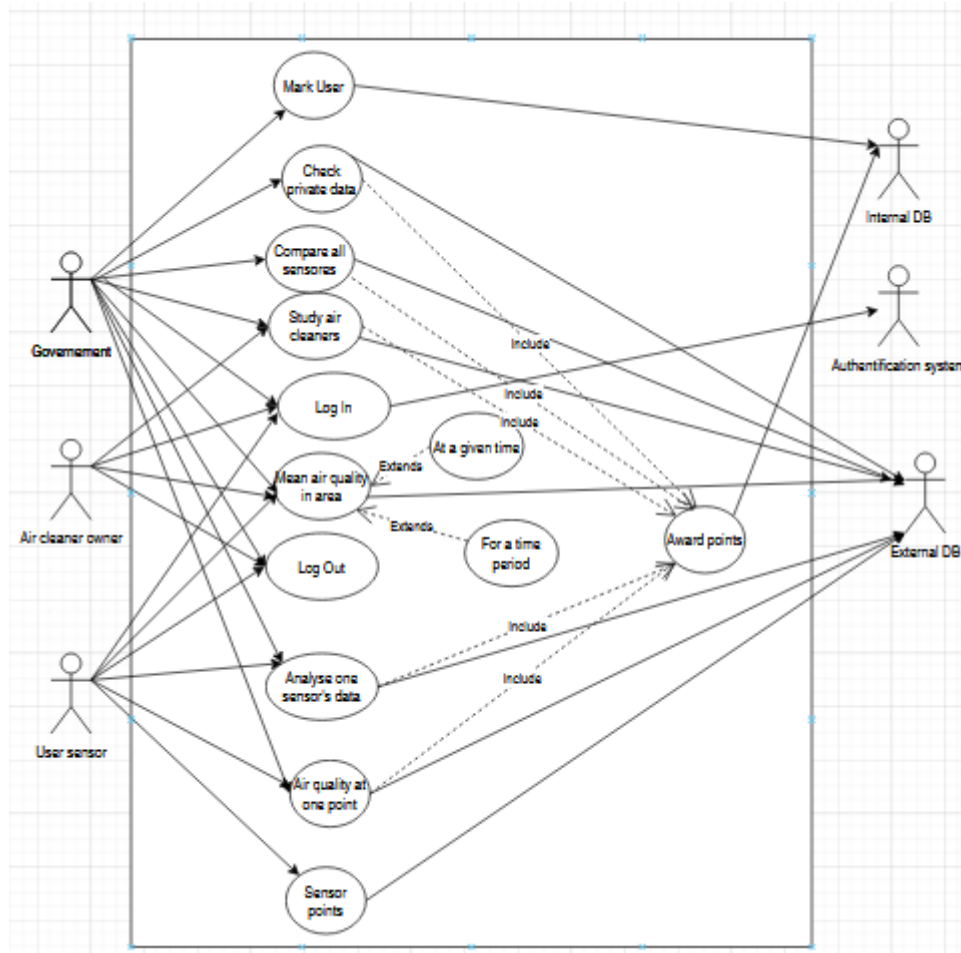 Mark User
Check
private data
Internal DB
Compare all
sensores
Study air
cleaners
Governement
Include
Authentification system
Include
Log In
Include
At a given time
Extends
Mean air quality
in area
Extends
Air cleaner owner
For a time
period
Award points
External DB
Log Out
Include
Analyse one
sensor's data
Include
User sensor
Air quality at
one point
Sensor
points